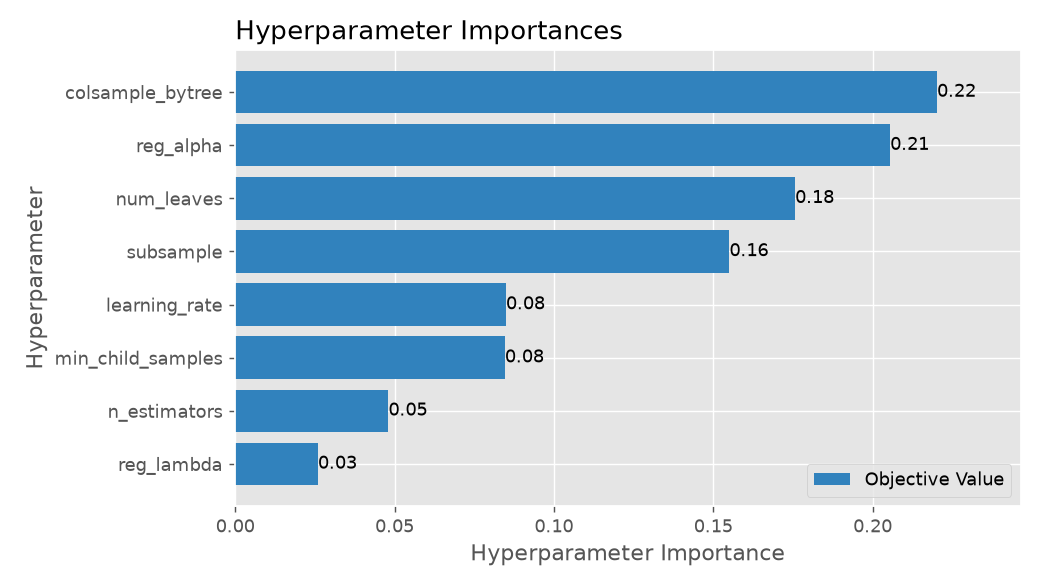 Hyperparameter Importances
Hyperparameter
colsample_bytree 0.22
reg_alpha 0.21
num_leaves 0.18
subsample 0.16
learning_rate 0.08
min_child_samples 0.08
n_estimators 0.05
reg_lambda 0.03
Objective Value
0.00 0.05 0.10 0.15 0.20
Hyperparameter Importance